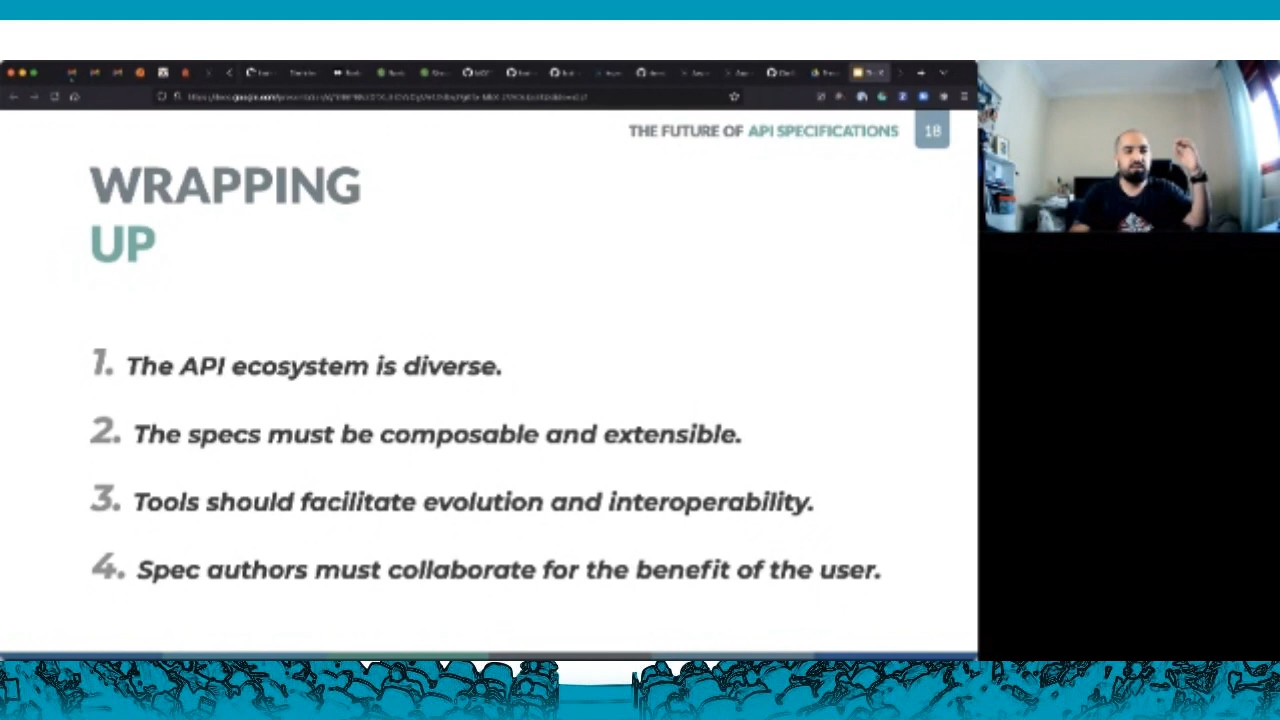 THE FUTURE OF API SPECIFICATIONS
18
WRAPPING
UP
1. The API ecosystem is diverse.
2. The specs must be composable and extensible.
3. Tools should facilitate evolution and interoperability.
4. Spec authors must collaborate for the benefit of the user.